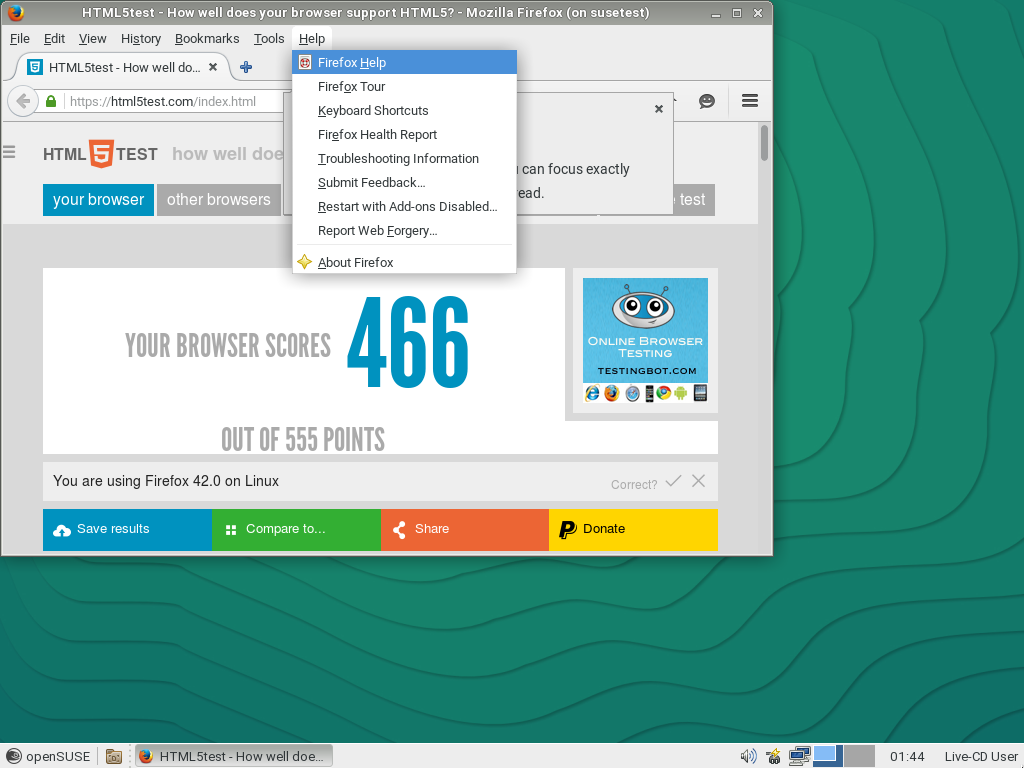 HTML5test - How well does your browser support HTML5? - Mozilla Firefox (on susetest)
File Edit View History Bookmarks Tools Help
HTML5test - How well do...
https://html5test.com/index.html
Firefox Help
Firefox Tour
Keyboard Shortcuts
Firefox Health Report
Troubleshooting Information
Submit Feedback...
Restart with Add-ons Disabled...
Report Web Forgery...
About Firefox
can focus exactly
HTML 5 TEST how well doe
your browser other browsers test
YOUR BROWSER SCORES 466
OUT OF 555 POINTS
ONLINE BROWSER
TESTING
TESTINGBOT.COM
You are using Firefox 42.0 on Linux Correct?
Save results Compare to... Share Donate
openSUSE HTML5test - How well doe... 01:44 Live-CD User